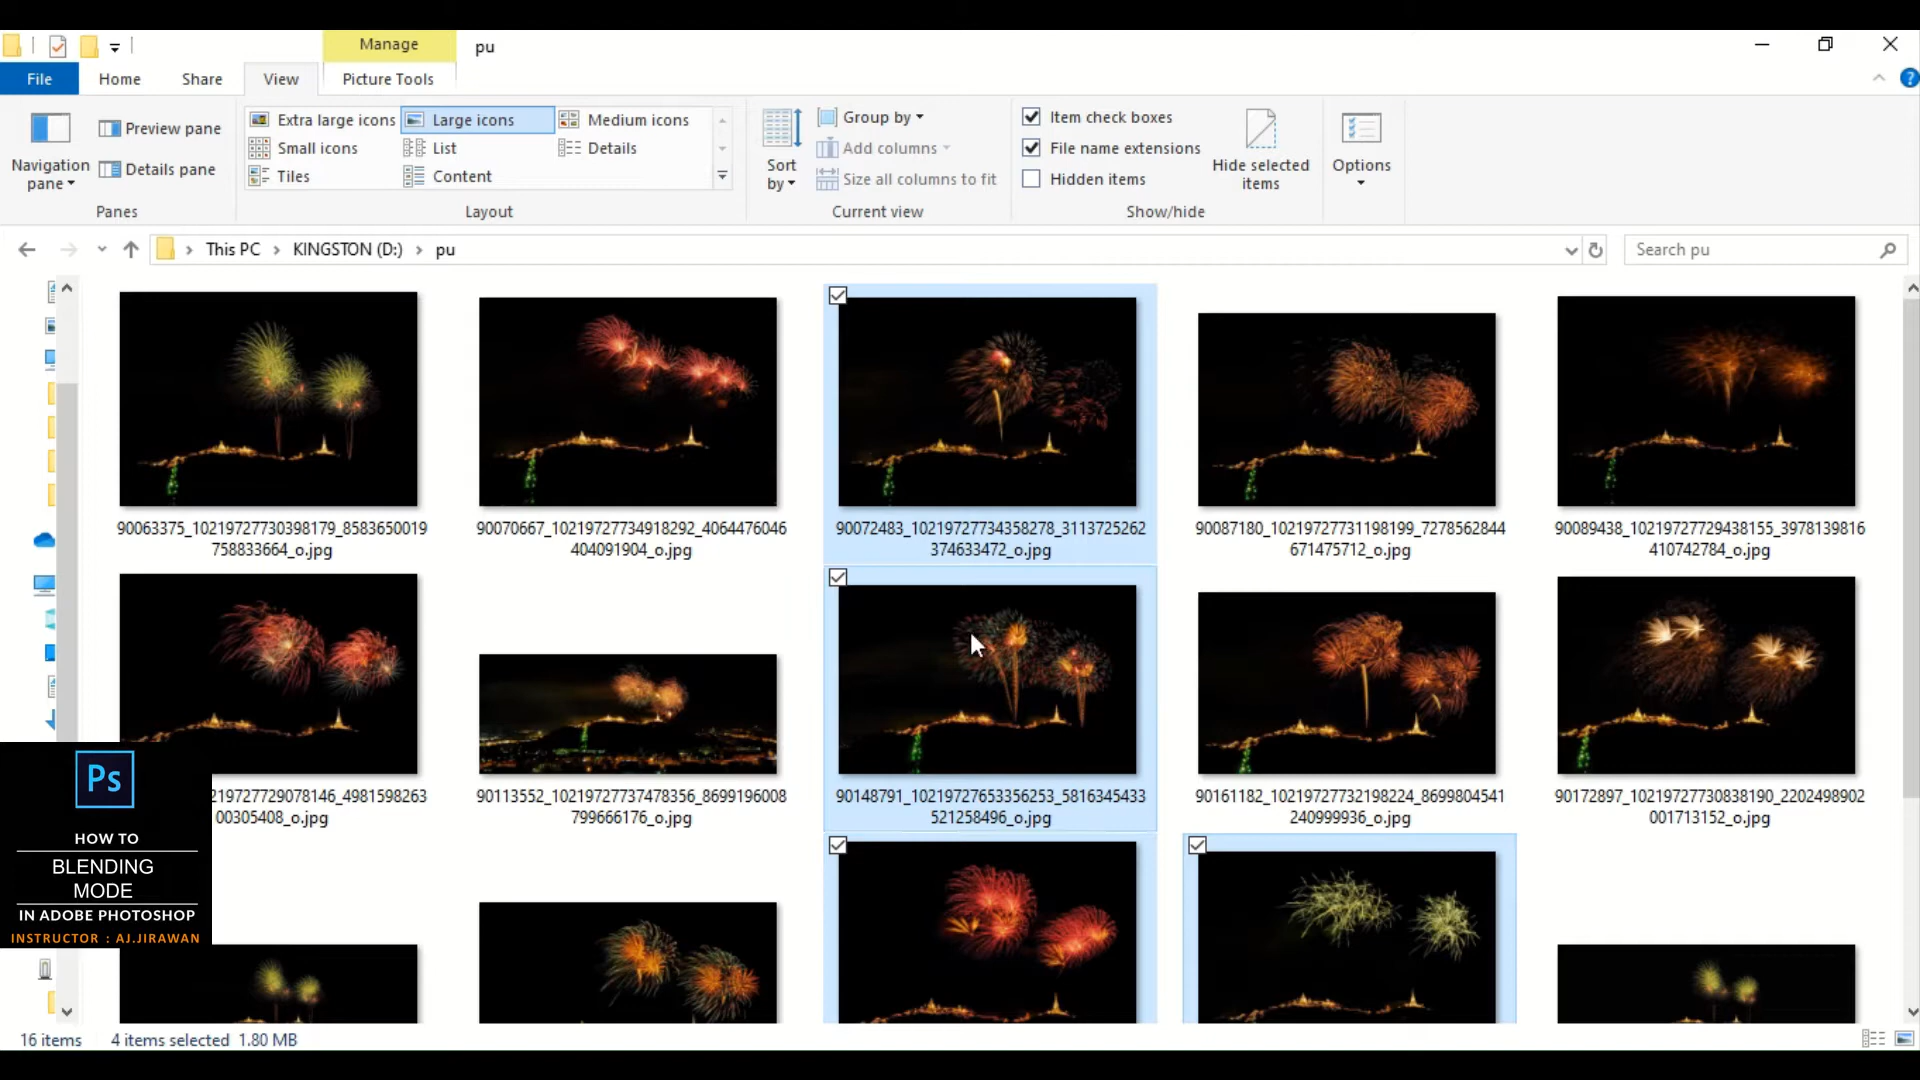 Manage
pu
File
Home
Share
View
Picture Tools
Navigation pane
Preview pane
Details pane
Panes
Extra large icons
Large icons
Medium icons
Small icons
List
Details
Tiles
Content
Layout
Sort by
Group by
Add columns
Size all columns to fit
Current view
Item check boxes
File name extensions
Hidden items
Show/hide
Hide selected items
Options
This PC
KINGSTON (D:)
pu
Search pu
90063375_10219727730398179_8583650019
758833664_o.jpg
90070667_10219727734918292_4064476046
404091904_o.jpg
90072483_10219727734358278_3113725262
374633472_o.jpg
90087180_10219727731198199_7278562844
671475712_o.jpg
90089438_10219727729438155_3978139816
410742784_o.jpg
219727729078146_4981598263
00305408_o.jpg
90113552_10219727737478356_8699196008
799666176_o.jpg
90148791_10219727653356253_5816345433
521258496_o.jpg
90161182_10219727732198224_8699804541
240999936_o.jpg
90172897_10219727730838190_2202498902
001713152_o.jpg
Ps
HOW TO
BLENDING
MODE
IN ADOBE PHOTOSHOP
INSTRUCTOR : AJ.JIRAWAN
16 items
4 items selected 1.80 MB